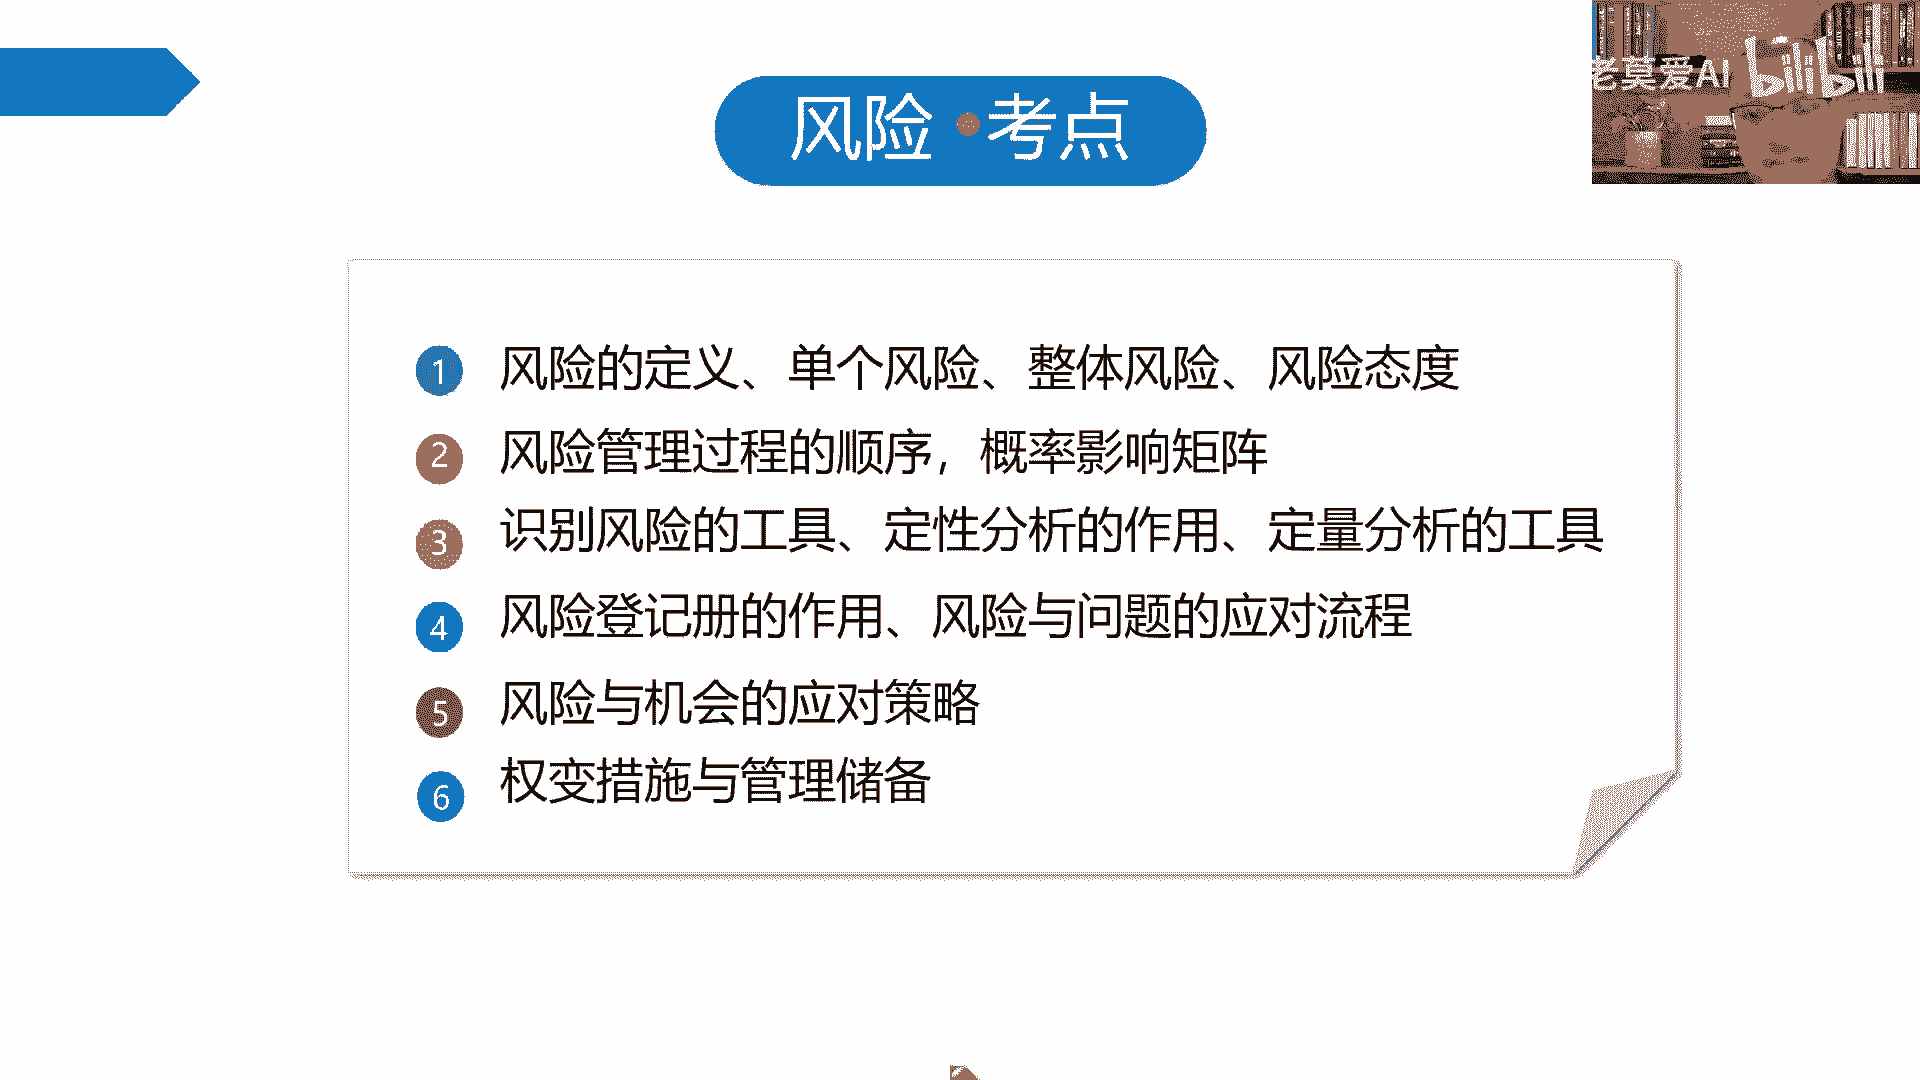 老莫爱AI bilibili
风险·考点
1 风险的定义、单个风险、整体风险、风险态度
2 风险管理过程的顺序，概率影响矩阵
3 识别风险的工具、定性分析的作用、定量分析的工具
4 风险登记册的作用、风险与问题的应对流程
5 风险与机会的应对策略
6 权变措施与管理储备